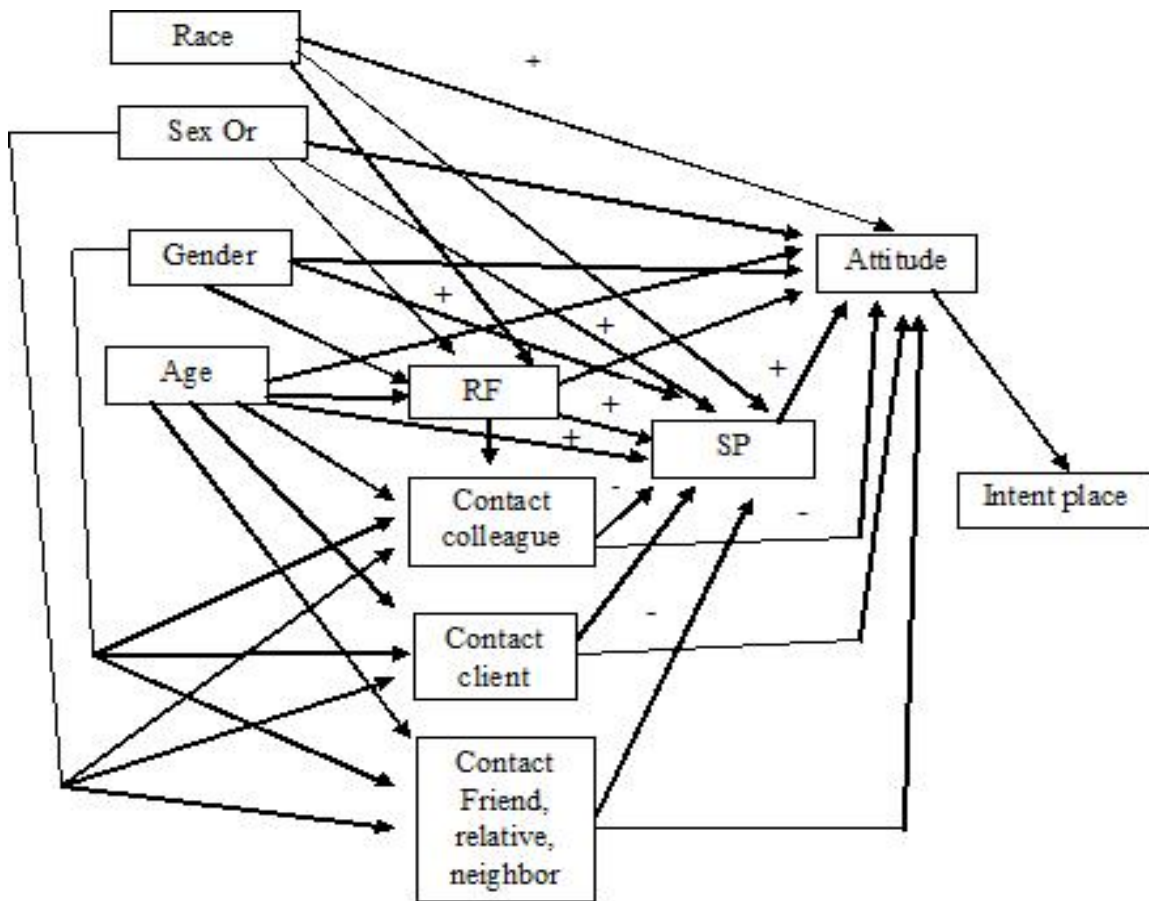 Race
+
Sex Or
Gender
Attitude
+
+
Age
RF
+
+
+
SP
-
Contact
colleague
-
Intent place
-
Contact
client
Contact
Friend,
relative,
neighbor